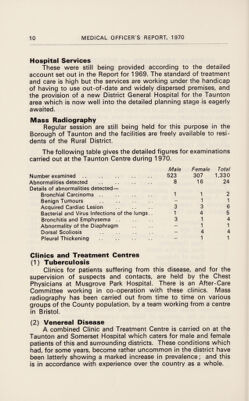 10 MEDICAL OFFICER'S REPORT, 1970
Hospital Services
These were still being provided according to the detailed
account set out in the Report for 1969. The standard of treatment
and care is high but the services are working under the handicap
of having to use out-of-date and widely dispersed premises, and
the provision of a new District General Hospital for the Taunton
area which is now well into the detailed planning stage is eagerly
awaited.
Mass Radiography
Regular session are still being held for this purpose in the
Borough of Taunton and the facilities are freely available to resi-
dents of the Rural District.
The following table gives the detailed figures for examinations
carried out at the Taunton Centre during 1970.
Male Female Total
Number examined .. .. .. .. .. 523 307 1,330
Abnormalities detected .. .. .. .. 8 16 24
Details of abnormalities detected—
Bronchial Carcinoma .. .. .. .. 1 1 2
Benign Tumours .. .. .. .. – 1 1
Acquired Cardiac Lesion .. .. .. 3 3 6
Bacterial and Virus Infections of the lungs .. 1 4 5
Bronchitis and Emphysema .. .. .. 3 1 4
Abnormality of the Diaphragm .. .. – 1 1
Dorsal Scoliosis .. .. .. .. – 4 4
Pleural Thickening .. .. .. .. – 1 1
Clinics and Treatment Centres
(1) Tuberculosis
Clinics for patients suffering from this disease, and for the
supervision of suspects and contacts, are held by the Chest
Physicians at Musgrove Park Hospital. There is an After-Care
Committee working in co-operation with these clinics. Mass
radiography has been carried out from time to time on various
groups of the County population, by a team working from a centre
in Bristol.
(2) Venereal Disease
A combined Clinic and Treatment Centre is carried on at the
Taunton and Somerset Hospital which caters for male and female
patients of this and surrounding districts. These conditions which
had, for some years, become rather uncommon in the district have
been latterly showing a marked increase in prevalence; and this
is in accordance with experience over the country as a whole.